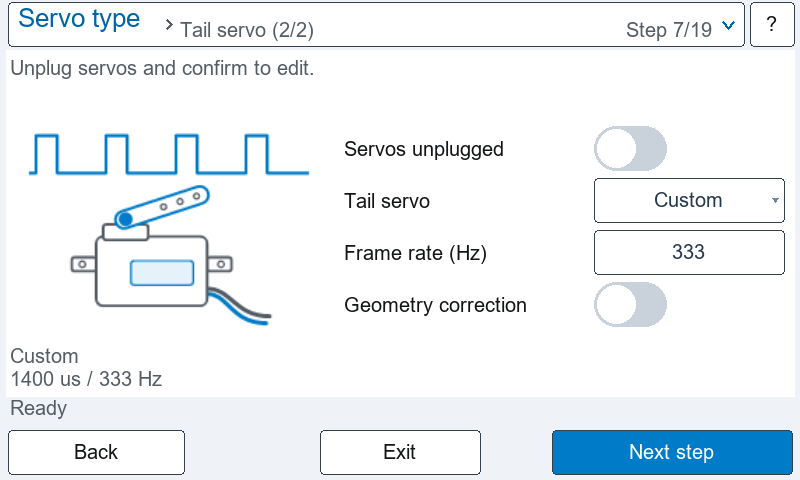 Servo type > Tail servo (2/2) Step 7/19 ?
Unplug servos and confirm to edit.
Servos unplugged
Tail servo Custom
Frame rate (Hz) 333
Geometry correction
Custom
1400 us / 333 Hz
Ready
Back Exit Next step